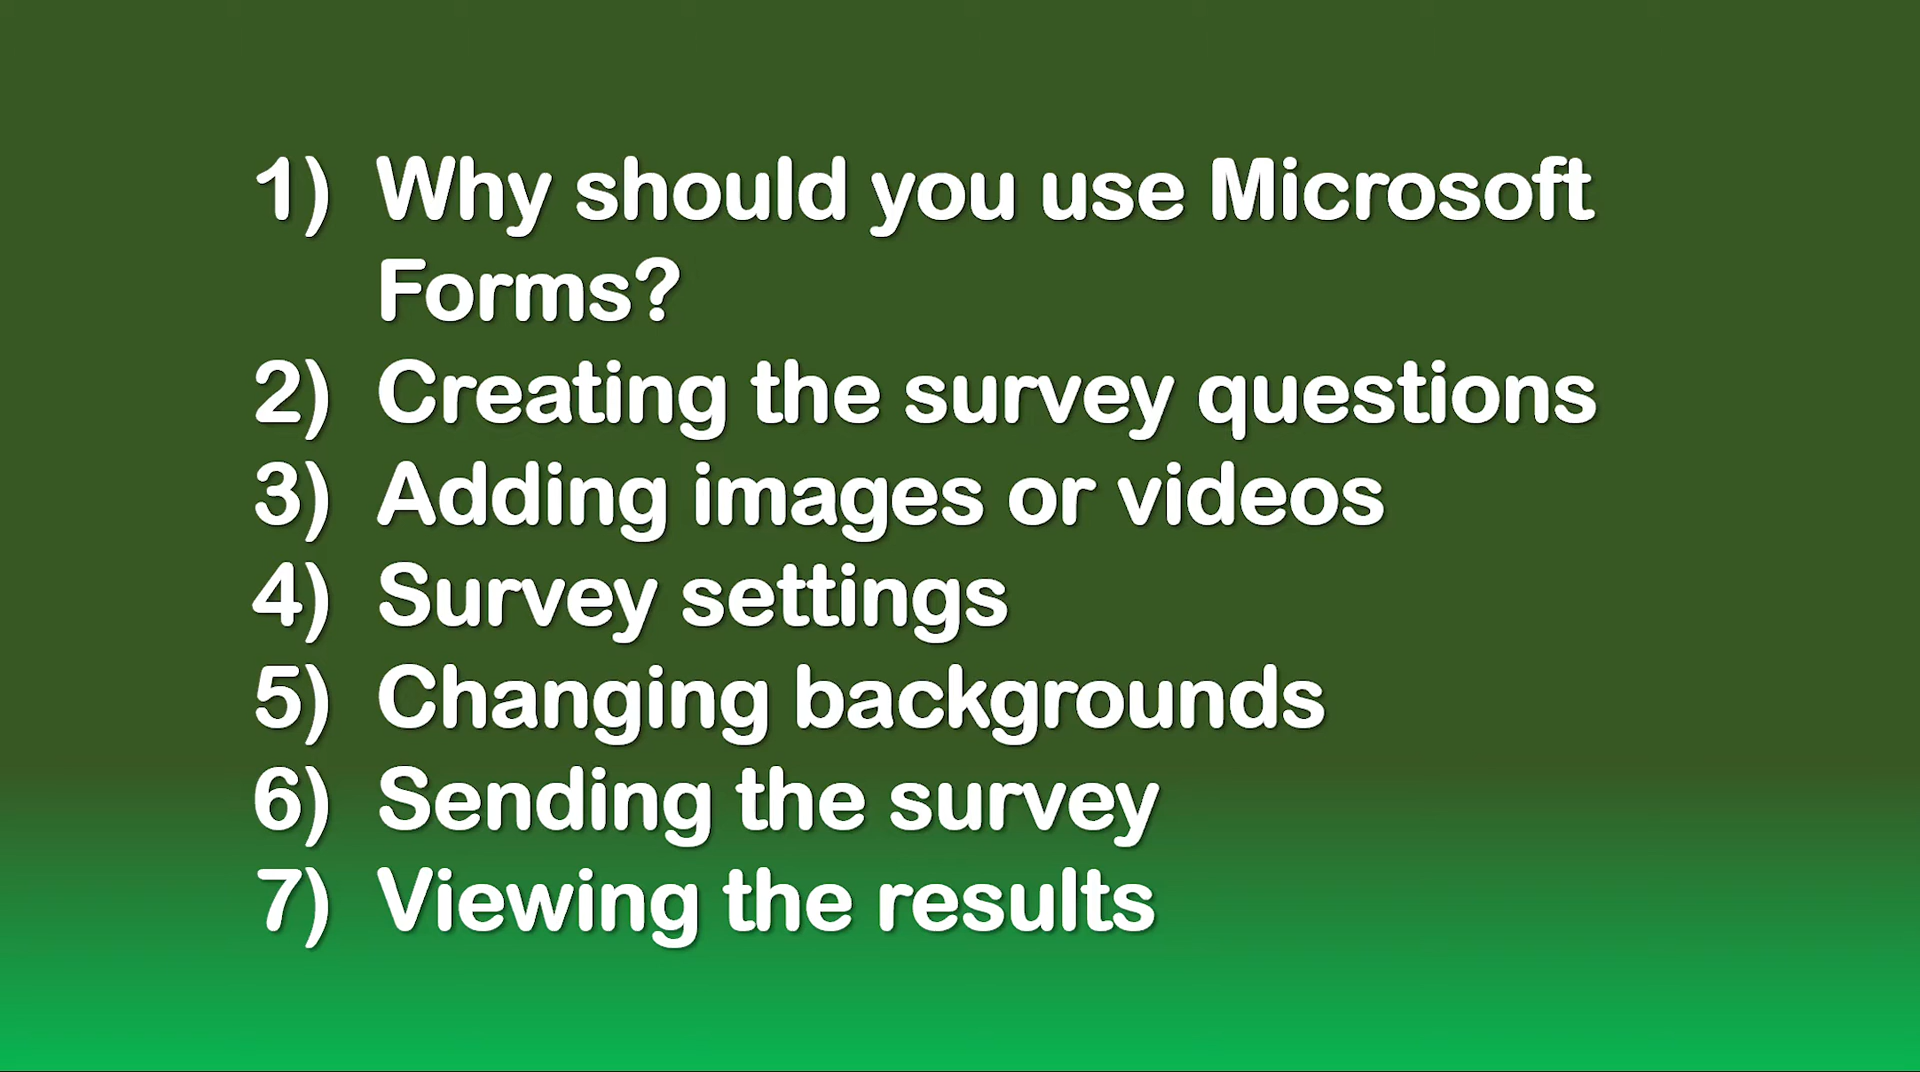 1) Why should you use Microsoft
Forms?
2) Creating the survey questions
3) Adding images or videos
4) Survey settings
5) Changing backgrounds
6) Sending the survey
7) Viewing the results